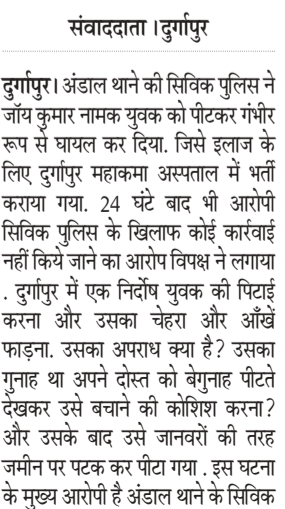 संवाददाता ।दुर्गापुर
दुर्गापुर। अंडाल थाने की सिविक पुलिस ने
जॉय कुमार नामक युवक को पीटकर गंभीर
रूप से घायल कर दिया. जिसे इलाज के
लिए दुर्गापुर महाकमा अस्पताल में भर्ती
कराया गया. 24 घंटे बाद भी आरोपी
सिविक पुलिस के खिलाफ कोई कार्रवाई
नहीं किये जाने का आरोप विपक्ष ने लगाया
. दुर्गापुर में एक निर्दोष युवक की पिटाई
करना और उसका चेहरा और आँखें
फाड़ना. उसका अपराध क्या है? उसका
गुनाह था अपने दोस्त को बेगुनाह पीटते
देखकर उसे बचाने की कोशिश करना?
और उसके बाद उसे जानवरों की तरह
जमीन पर पटक कर पीटा गया . इस घटना
के मुख्य आरोपी है अंडाल थाने के सिविक